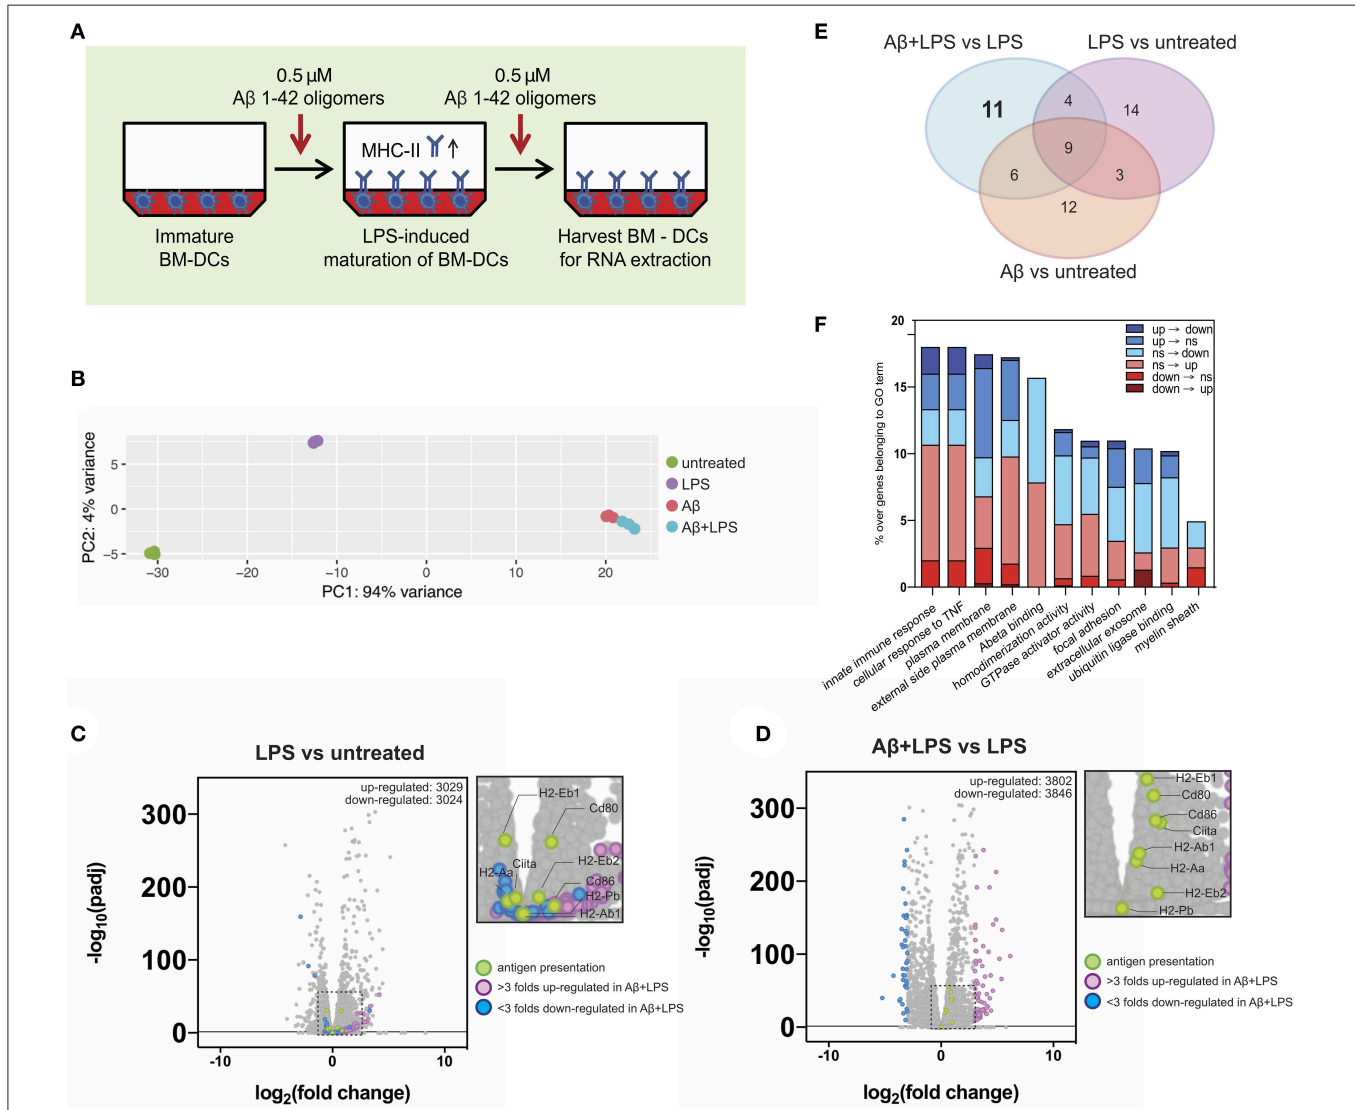 A
0.5 µM
Aβ 1-42 oligomers
0.5 µM
Aβ 1-42 oligomers
MHC-II
Immature
BM-DCs
LPS-induced
maturation of BM-DCs
Harvest BM - DCs
for RNA extraction
B
PC2: 4% variance
5
0
−5
−30
−20
−10
0
10
20
PC1: 94% variance
untreated
LPS
Aβ
Aβ+LPS
E
Aβ+LPS vs LPS
LPS vs untreated
11
4
14
9
6
3
12
Aβ vs untreated
F
% over genes belonging to GO term
20
15
10
5
0
up → down
up → ns
ns → down
ns → up
down → ns
down → up
innate immune response
cellular response to TNF
plasma membrane
external side plasma membrane
Abeta binding
homodimerization activity
GTPase activator activity
focal adhesion
extracellular exosome
ubiquitin ligase binding
myelin sheath
C
LPS vs untreated
up-regulated: 3029
down-regulated: 3024
-log10(padj)
300
200
100
0
-10
0
10
log2(fold change)
H2-Eb1
Cd80
Ciita
H2-Aa
H2-Eb2
Cd86
H2-Pb
H2-Ab1
antigen presentation
>3 folds up-regulated in Aβ+LPS
<3 folds down-regulated in Aβ+LPS
D
Aβ+LPS vs LPS
up-regulated: 3802
down-regulated: 3846
-log10(padj)
300
200
100
0
-10
0
10
log2(fold change)
H2-Eb1
Cd80
Cd86
Ciita
H2-Ab1
H2-Aa
H2-Eb2
H2-Pb
antigen presentation
>3 folds up-regulated in Aβ+LPS
<3 folds down-regulated in Aβ+LPS